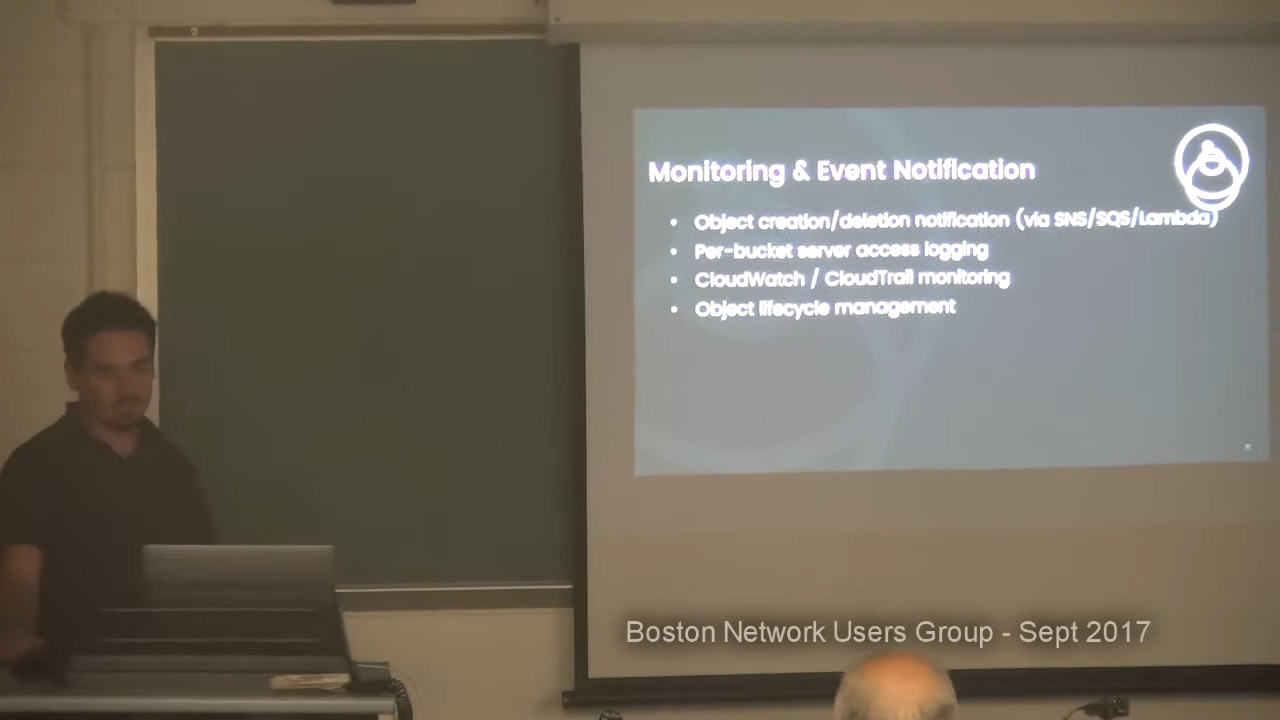 Monitoring & Event Notification
• Object creation/deletion notification (via SNS/SQS/Lambda)
• Per-bucket server access logging
• CloudWatch / CloudTrail monitoring
• Object lifecycle management
Boston Network Users Group - Sept 2017